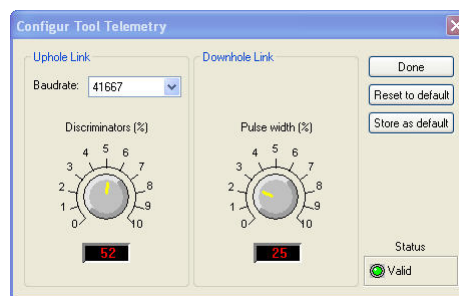 Configur Tool Telemetry
Uphole Link
Baudrate: 41667
Discriminators (%)
0 1 2 3 4 5 6 7 8 9 10
52
Downhole Link
Pulse width (%)
0 1 2 3 4 5 6 7 8 9 10
25
Done
Reset to default
Store as default
Status
Valid